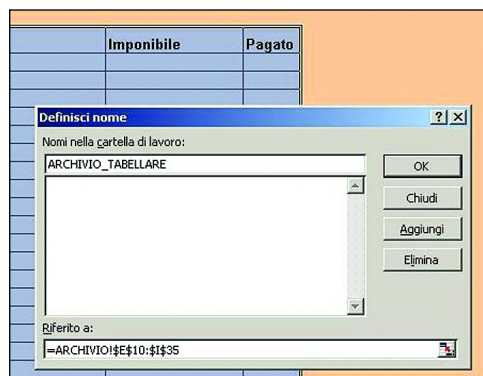 Imponibile Pagato
Definisci nome
Nomi nella cartella di lavoro:
ARCHIVIO_TABELLARE
OK
Chiudi
Aggiungi
Elimina
Riferito a:
=ARCHIVIO!$E$10:$I$35